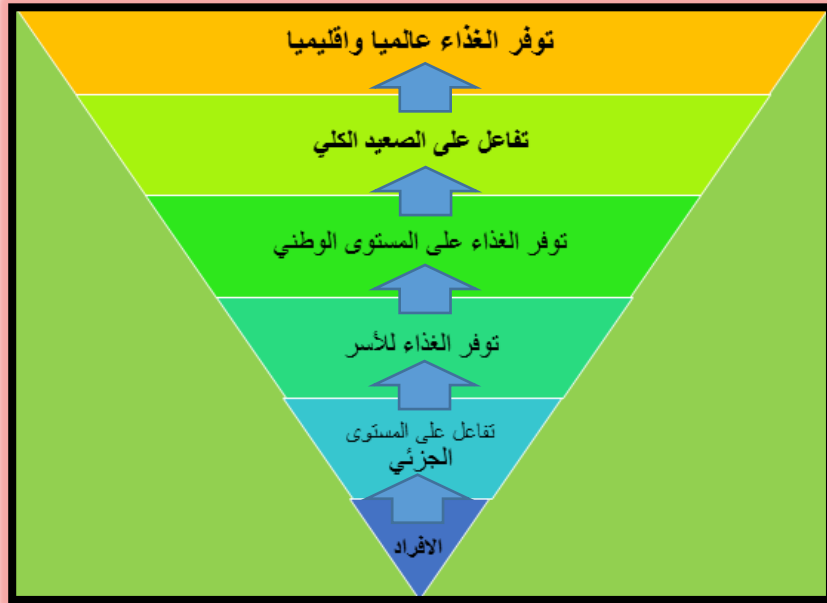 توفر الغذاء عالميا واقليميا
تفاعل على الصعيد الكلي
توفر الغذاء على المستوى الوطني
توفر الغذاء للأسر
تفاعل على المستوى
الجزئي
الافراد